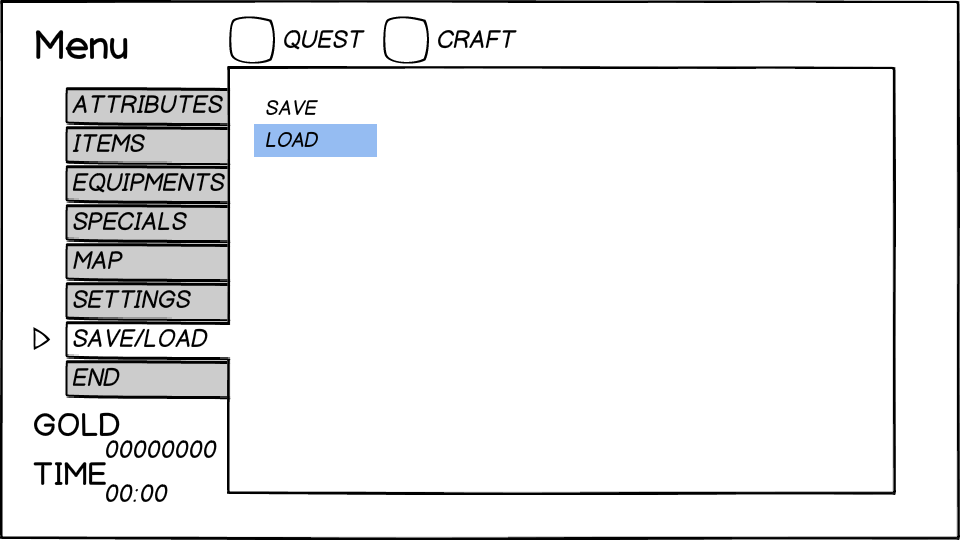 Menu
QUEST
CRAFT
ATTRIBUTES
ITEMS
EQUIPMENTS
SPECIALS
MAP
SETTINGS
SAVE/LOAD
END
SAVE
LOAD
GOLD
00000000
TIME
00:00